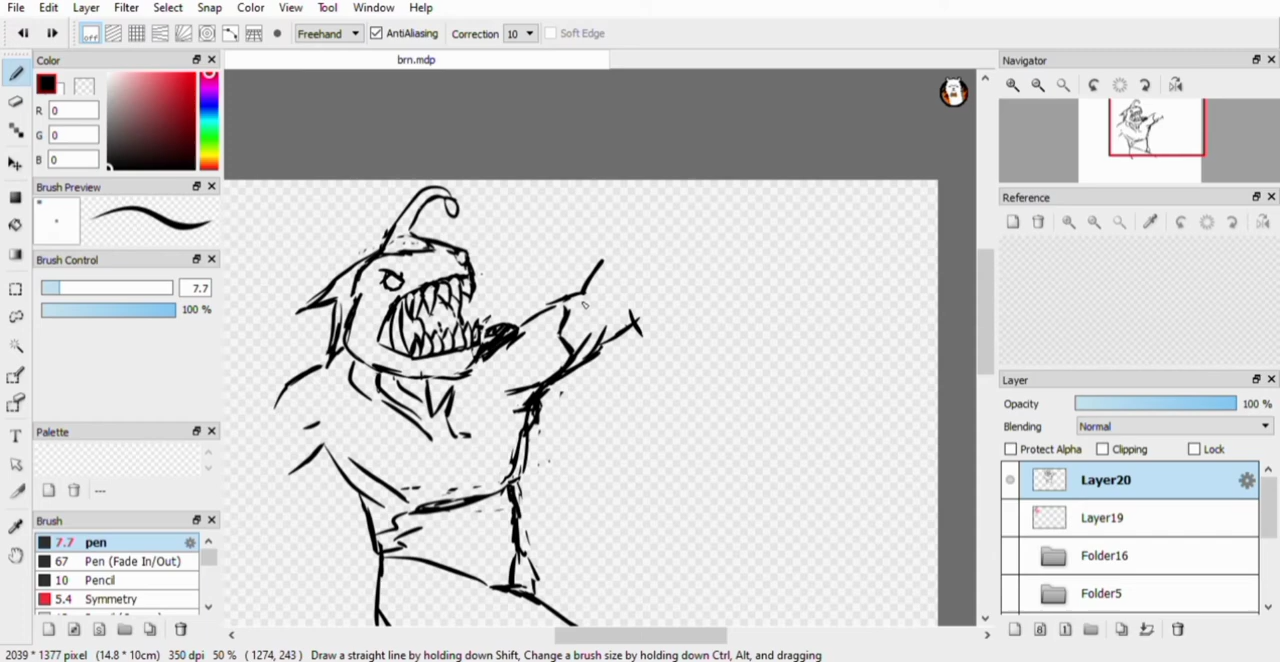 File Edit Layer Filter Select Snap Color View Tool Window Help
off Freehand AntiAliasing Correction 10 Soft Edge
Color
brn.mdp
Navigator
R 0
G 0
B 0
Brush Preview
Reference
Brush Control
7.7
100 %
Layer
Opacity 100 %
Blending Normal
Palette
Protect Alpha Clipping Lock
Layer20
---
Layer19
Brush
7.7 pen
67 Pen (Fade In/Out)
Folder16
10 Pencil
Folder5
5.4 Symmetry
2039 * 1377 pixel (14.8 * 10cm) 350 dpi 50 % ( 1274, 243 ) Draw a straight line by holding down Shift, Change a brush size by holding down Ctrl, Alt, and dragging